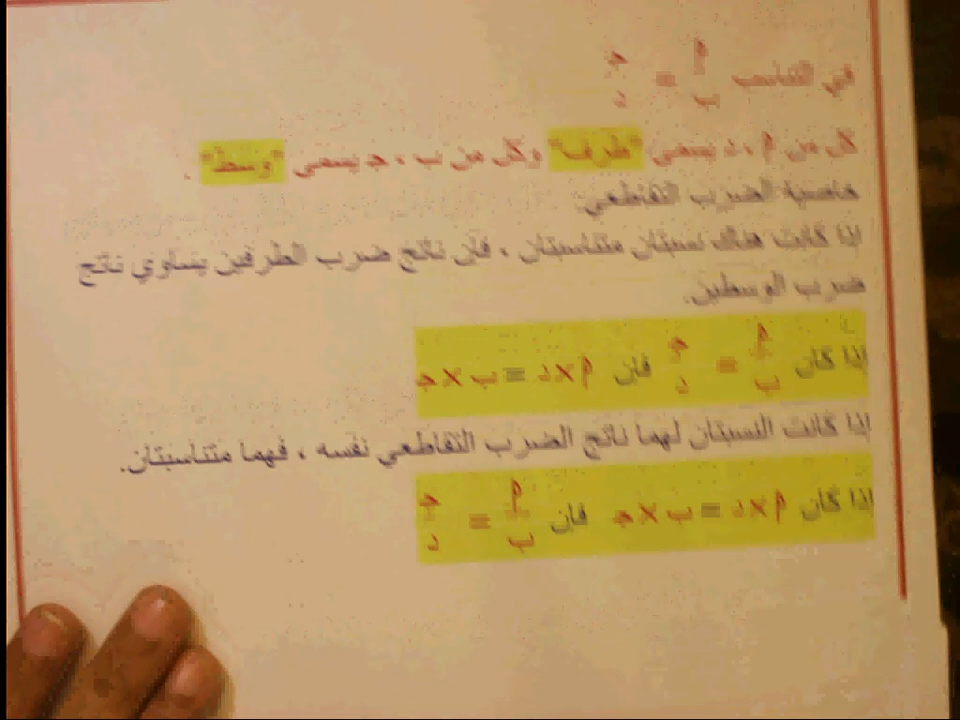 في التناسب م/ب = جـ/د
كل من م ، د يسمى "طرف" وكل من ب ، جـ يسمى "وسط" .
خاصية الضرب التقاطعي:
إذا كانت هناك نسبتان متناسبتان ، فإن ناتج ضرب الطرفين يساوي ناتج
ضرب الوسطين.
إذا كان م/ب = جـ/د فإن م × د = ب × جـ
إذا كانت النسبتان لهما ناتج الضرب التقاطعي نفسه ، فهما متناسبتان.
إذا كان م × د = ب × جـ فإن م/ب = جـ/د